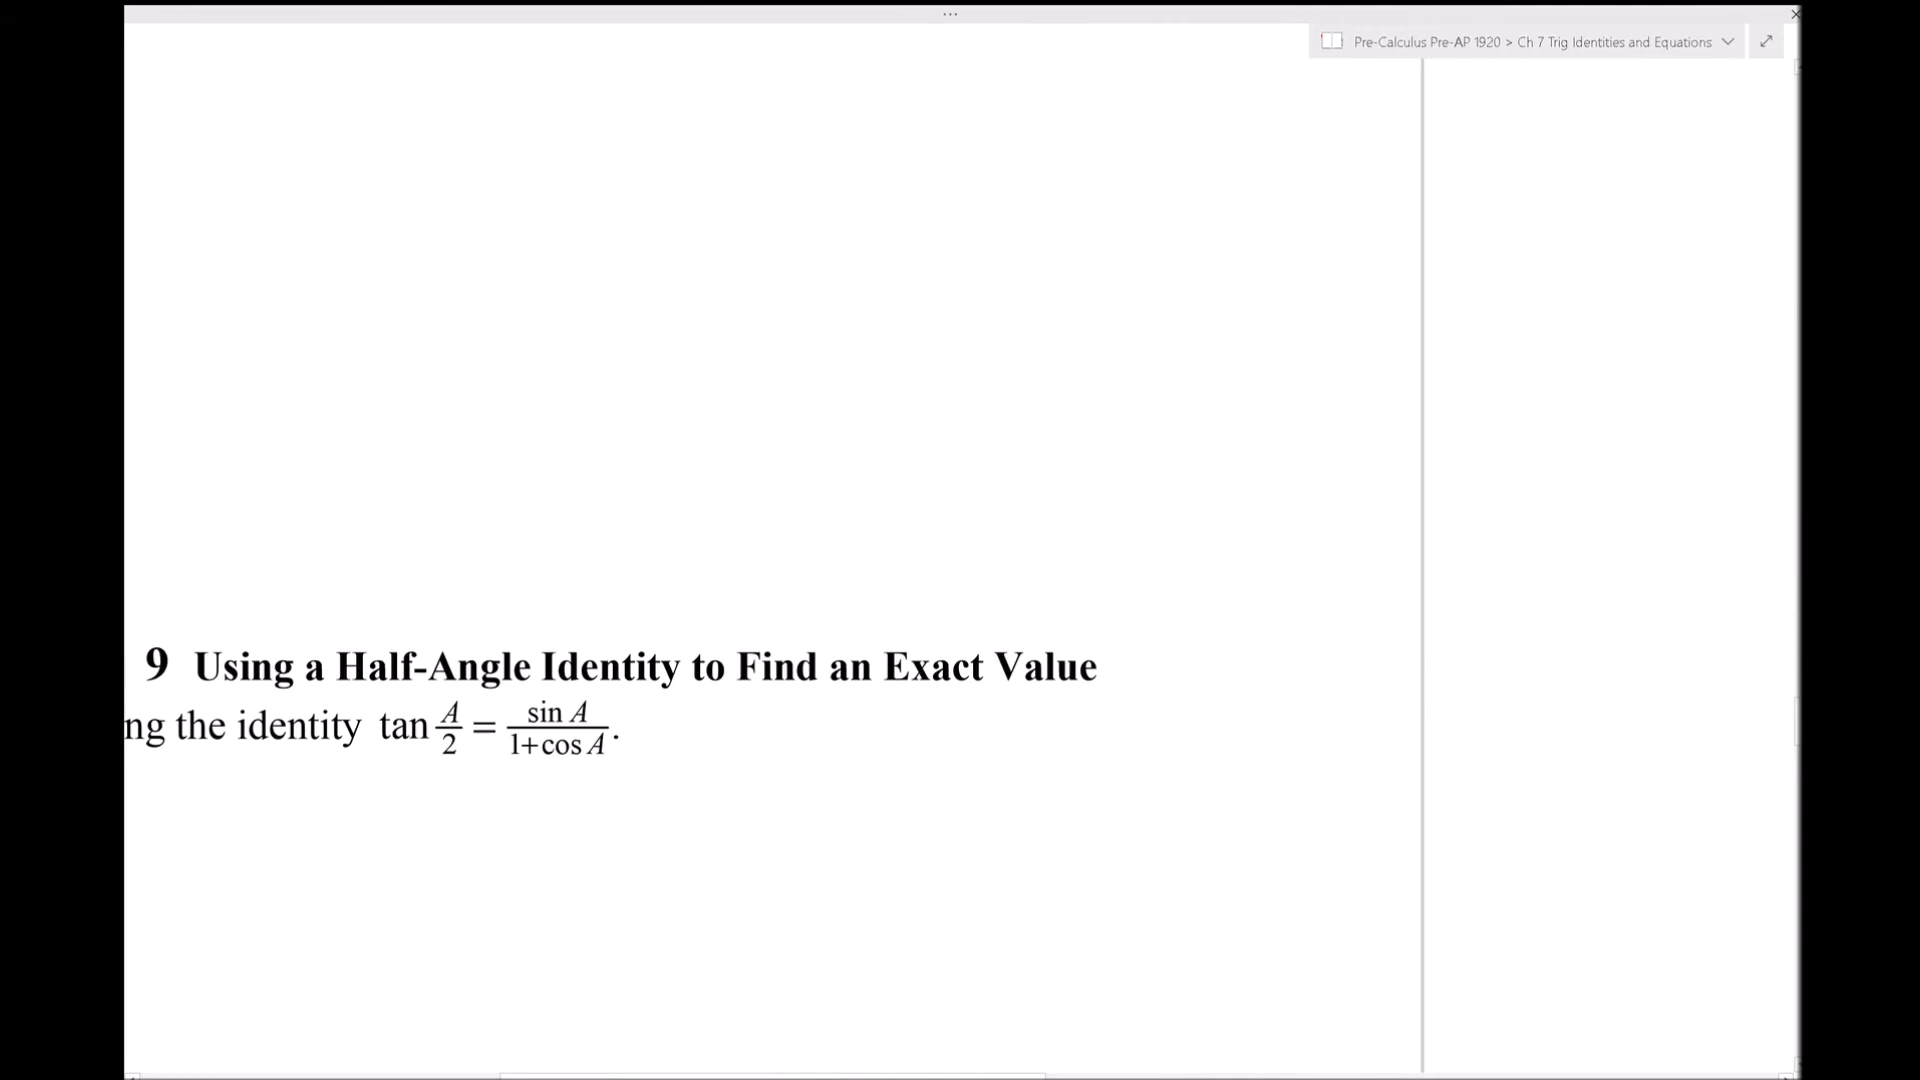 ...
Pre-Calculus Pre-AP 1920 > Ch 7 Trig Identities and Equations
9 Using a Half-Angle Identity to Find an Exact Value
ng the identity tan A/2 = sin A/1+cos A.